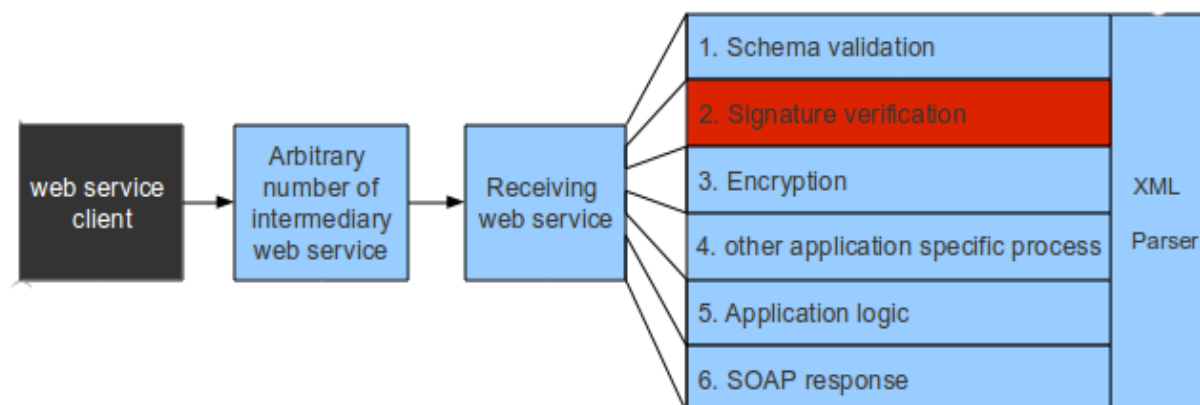 web service
client
Arbitrary
number of
intermediary
web service
Receiving
web service
1. Schema validation
2. Signature verification
3. Encryption
4. other application specific process
5. Application logic
6. SOAP response
XML
Parser